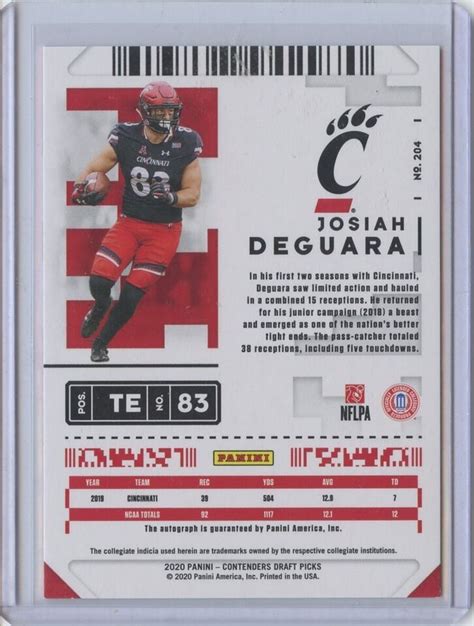 CINCINNATI
83
C
NO. 204
JOSIAH
DEGUARA
In his first two seasons with Cincinnati,
Deguara saw limited action and hauled
in a combined 15 receptions. He returned
for his junior campaign (2018) a beast
and emerged as one of the nation's better
tight ends. The pass-catcher totaled
38 receptions, including five touchdowns.
POS. TE NO. 83
NFLPA
PANINI
YEAR TEAM REC YDG AVG TD
2019 CINCINNATI 39 504 12.9 7
NCAA TOTALS 92 1117 12.1 12
The autograph is guaranteed by Panini America, Inc.
The collegiate indicia used herein are trademarks owned by the respective collegiate institutions.
2020 PANINI – CONTENDERS DRAFT PICKS
© 2020 Panini America, Inc. Printed in the USA.